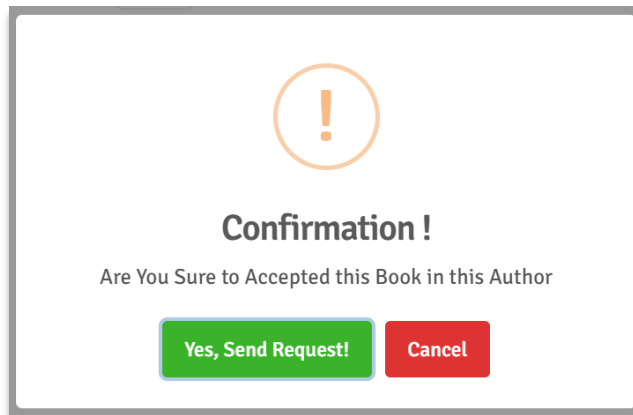 !
Confirmation !
Are You Sure to Accepted this Book in this Author
Yes, Send Request!
Cancel